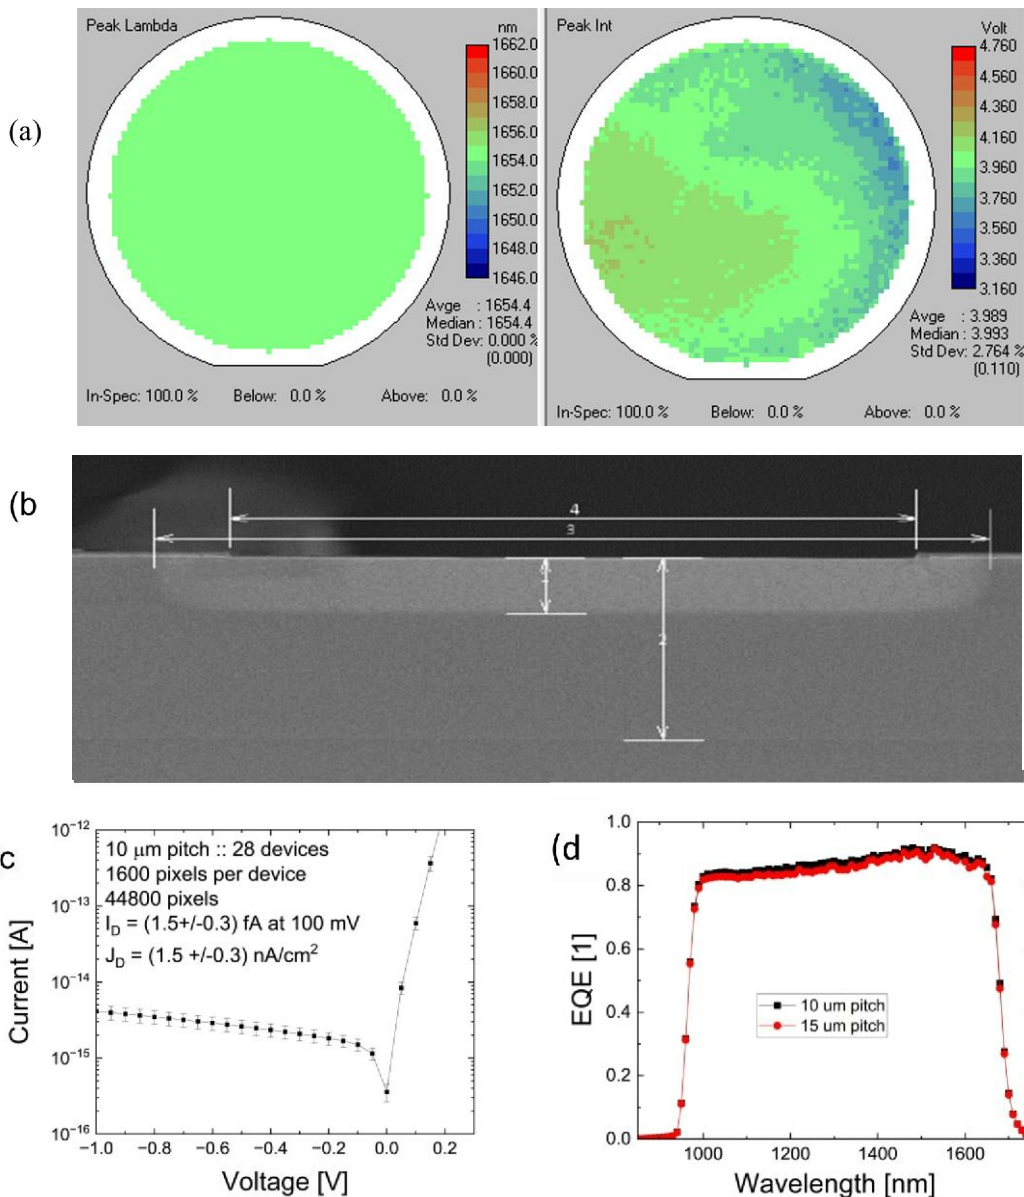 (a)
Peak Lambda
nm
1662.0
1660.0
1658.0
1656.0
1654.0
1652.0
1650.0
1648.0
1646.0
Avge : 1654.4
Median : 1654.4
Std Dev: 0.000 %
(0.000)
In-Spec: 100.0 % Below: 0.0 % Above: 0.0 %
Peak Int
Volt
4.760
4.560
4.360
4.160
3.960
3.760
3.560
3.360
3.160
Avge : 3.989
Median : 3.993
Std Dev: 2.764 %
(0.110)
In-Spec: 100.0 % Below: 0.0 % Above: 0.0 %
(b
4
3
2
c
10 μm pitch :: 28 devices
1600 pixels per device
44800 pixels
I_D = (1.5+/-0.3) fA at 100 mV
J_D = (1.5 +/-0.3) nA/cm²
Current [A]
10⁻¹²
10⁻¹³
10⁻¹⁴
10⁻¹⁵
10⁻¹⁶
−1.0 −0.8 −0.6 −0.4 −0.2 0.0 0.2
Voltage [V]
(d
EQE [1]
1.0
0.8
0.6
0.4
0.2
0.0
10 um pitch
15 um pitch
1000 1200 1400 1600
Wavelength [nm]